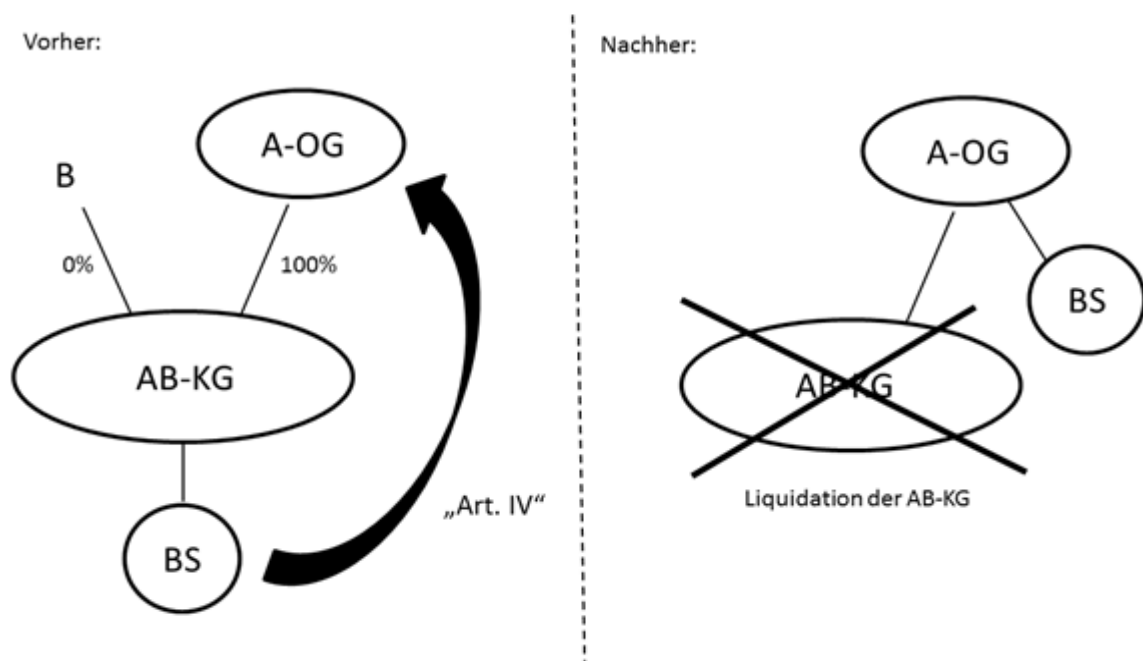 Vorher:
A-OG
B
0%
100%
AB-KG
„Art. IV“
BS
Nachher:
A-OG
BS
AB-KG
Liquidation der AB-KG